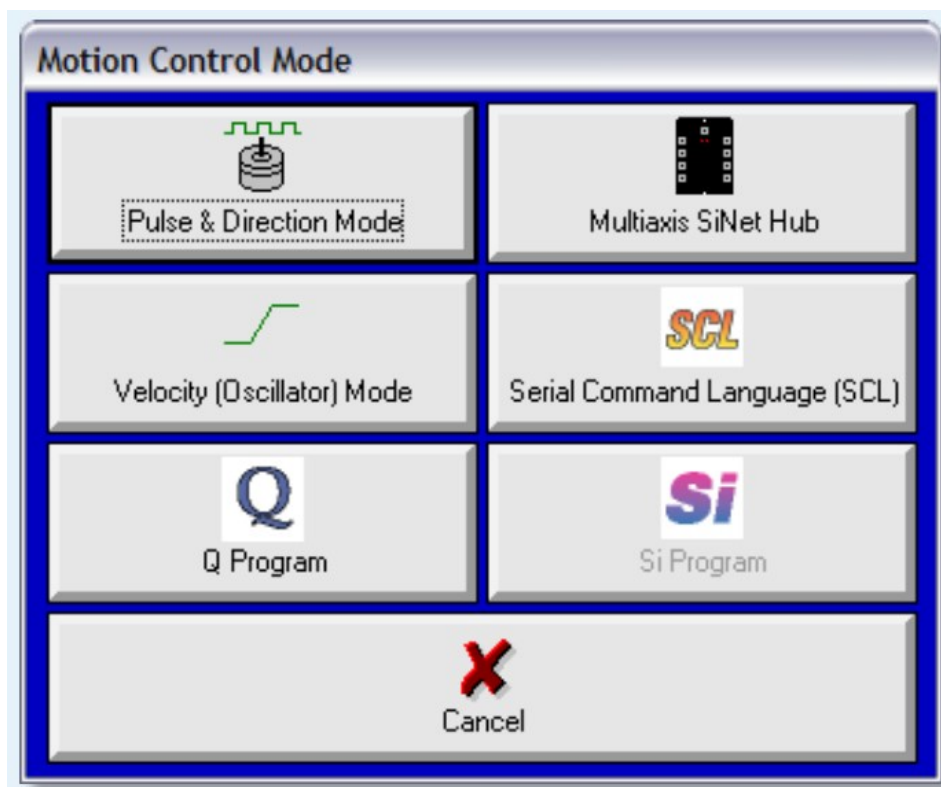 Motion Control Mode
Pulse & Direction Mode
Multiaxis SiNet Hub
Velocity (Oscillator) Mode
SCL
Serial Command Language (SCL)
Q
Q Program
Si
Si Program
Cancel